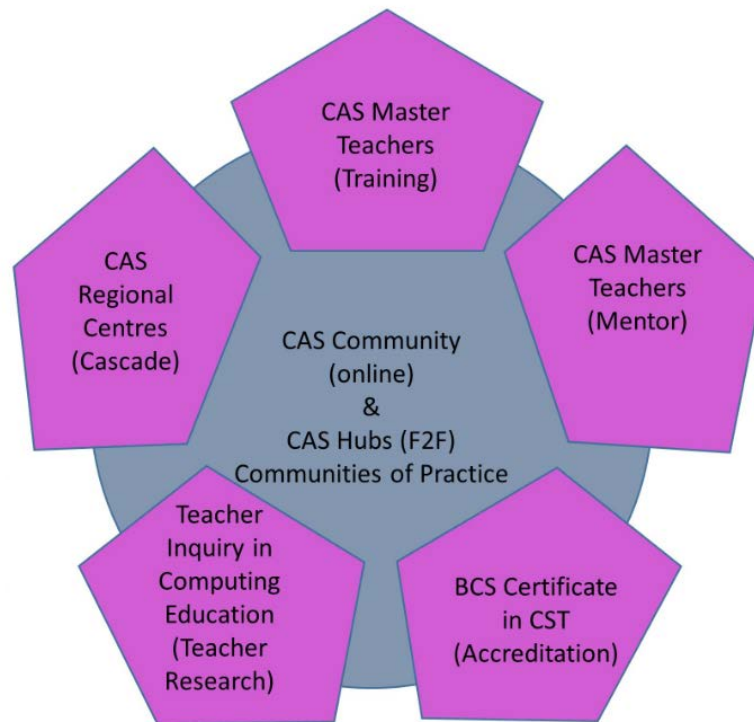 CAS Master
Teachers
(Training)
CAS
Regional
Centres
(Cascade)
CAS Master
Teachers
(Mentor)
CAS Community
(online)
&
CAS Hubs (F2F)
Communities of Practice
Teacher
Inquiry in
Computing
Education
(Teacher
Research)
BCS Certificate
in CST
(Accreditation)